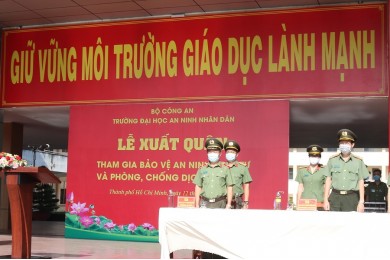 GIỮ VỮNG MÔI TRƯỜNG GIÁO DỤC LÀNH MẠNH
BỘ CÔNG AN
TRƯỜNG ĐẠI HỌC AN NINH NHÂN DÂN
LỄ XUẤT QUÂN
THAM GIA BẢO VỆ AN NINH
VÀ PHÒNG, CHỐNG DỊCH
Thành phố Hồ Chí Minh, ngày